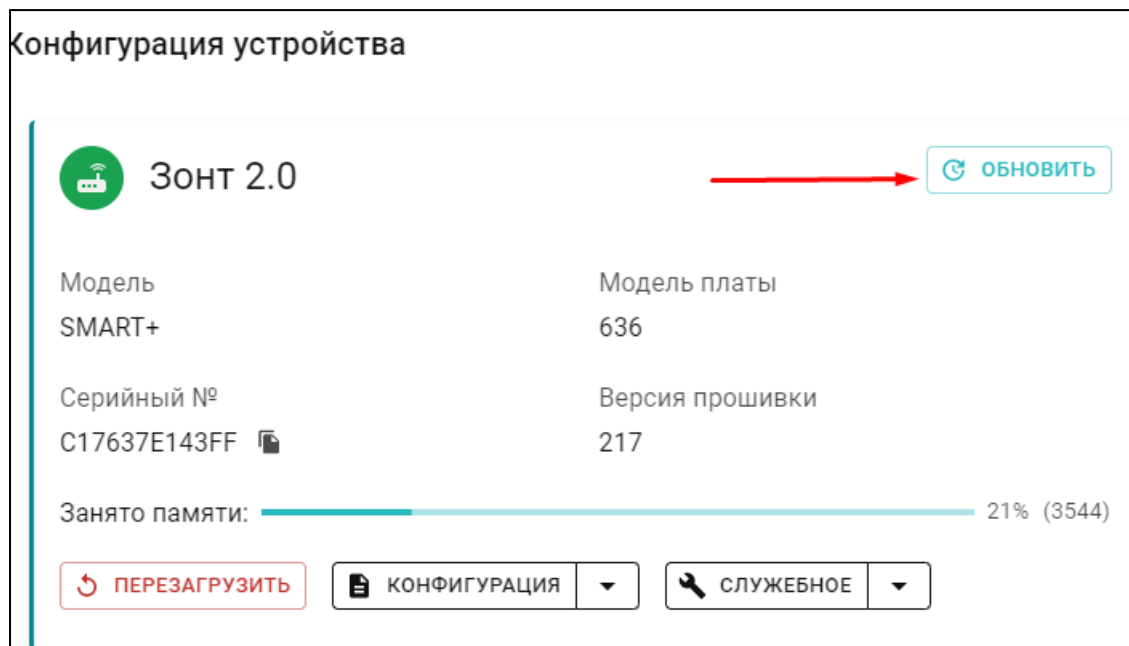 Конфигурация устройства
Зонт 2.0
ОБНОВИТЬ
Модель
Модель платы
SMART+
636
Серийный №
Версия прошивки
C17637E143FF
217
Занято памяти: 21% (3544)
ПЕРЕЗАГРУЗИТЬ
КОНФИГУРАЦИЯ
СЛУЖЕБНОЕ